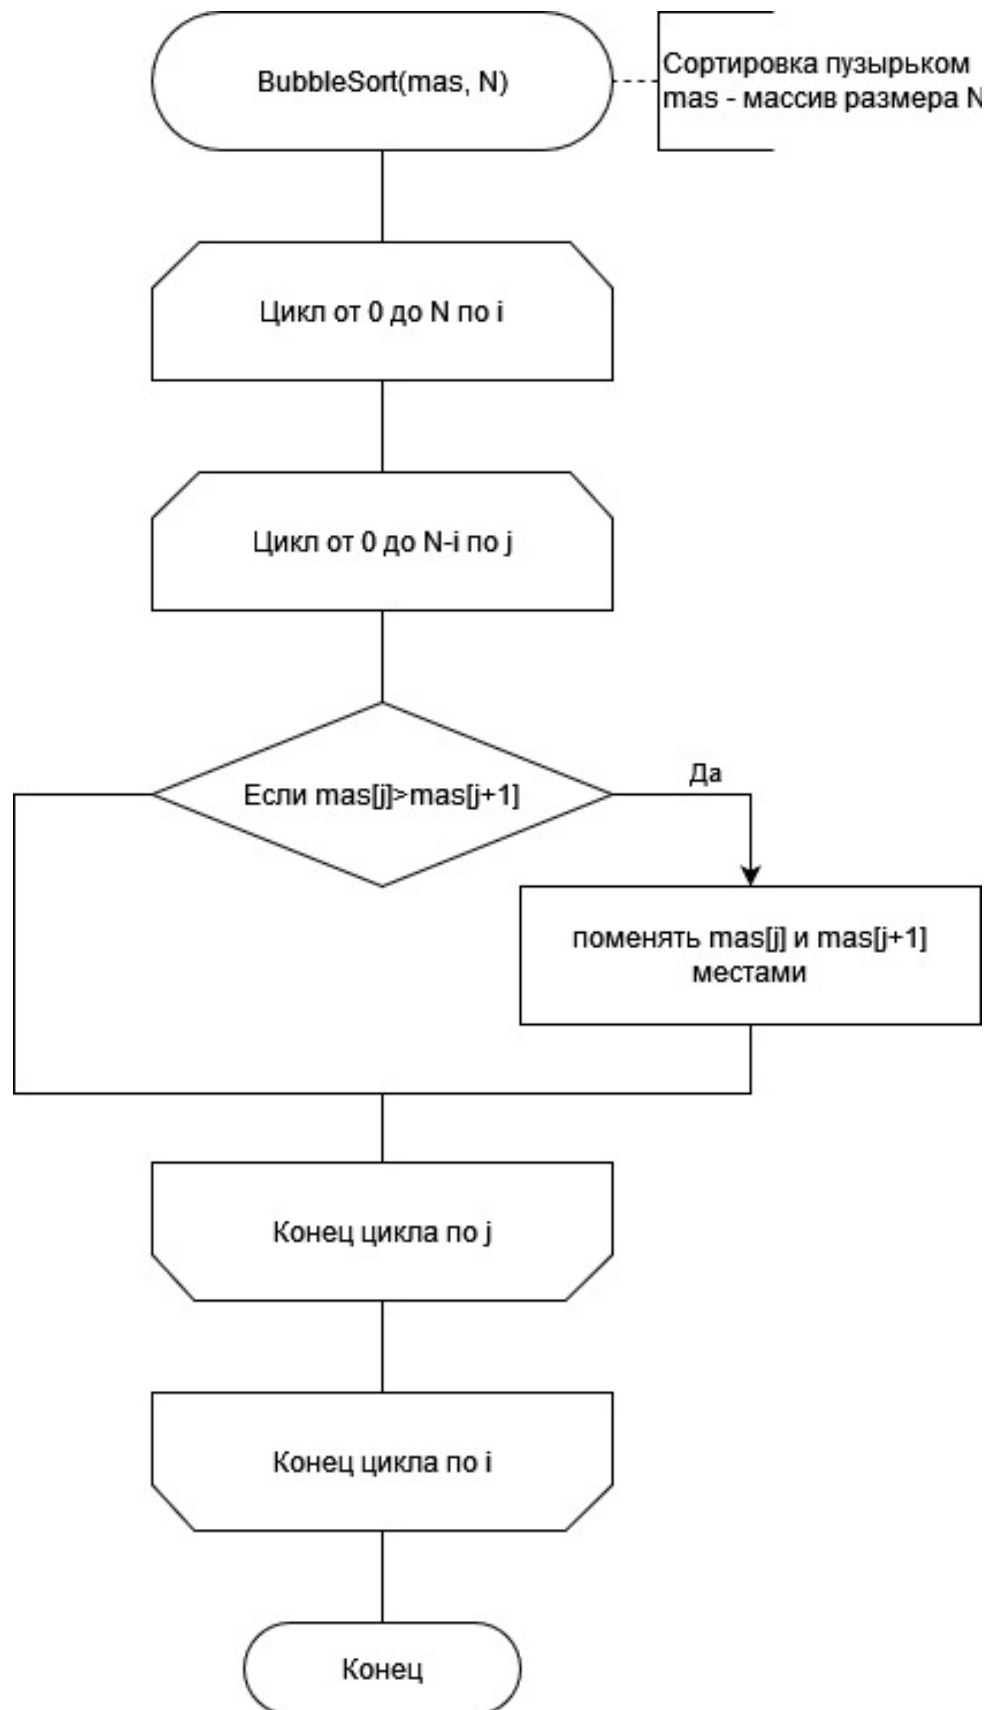 BubbleSort(mas, N)
Сортировка пузырьком
mas - массив размера N
Цикл от 0 до N по i
Цикл от 0 до N-i по j
Если mas[j]>mas[j+1]
Да
поменять mas[j] и mas[j+1]
местами
Конец цикла по j
Конец цикла по i
Конец